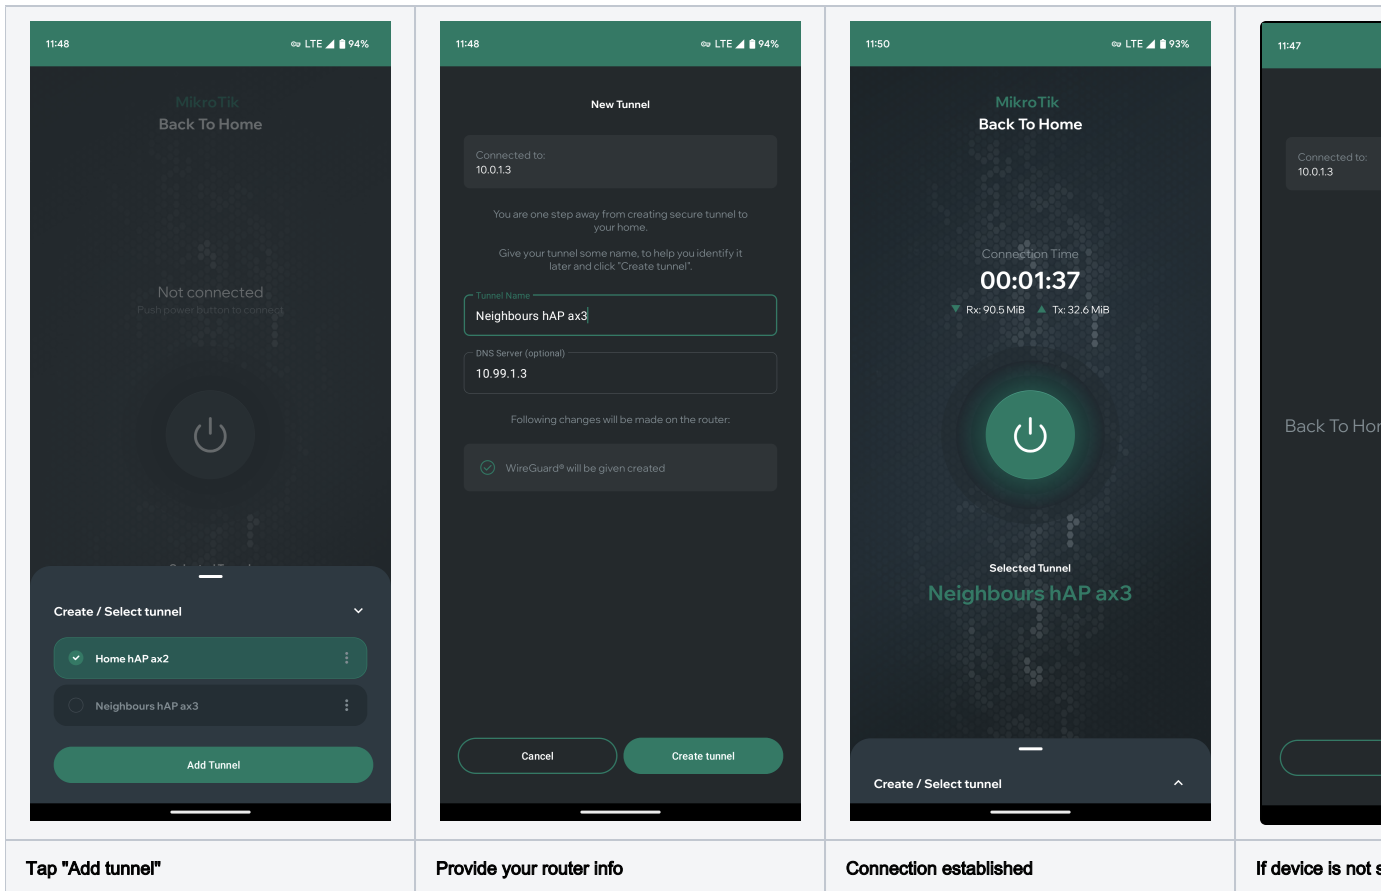 11:48
LTE 94%
MikroTik
Back To Home
Not connected
Push power button to connect
Create / Select tunnel
Home hAP ax2
Neighbours hAP ax3
Add Tunnel
Tap "Add tunnel"
11:48
LTE 94%
New Tunnel
Connected to:
10.0.1.3
You are one step away from creating secure tunnel to
your home.
Give your tunnel some name, to help you identify it
later and click "Create tunnel".
Tunnel Name
Neighbours hAP ax3
DNS Server (optional)
10.99.1.3
Following changes will be made on the router:
WireGuard® will be given created
Cancel
Create tunnel
Provide your router info
11:50
LTE 93%
MikroTik
Back To Home
Connection Time
00:01:37
Rx: 90.5 MiB Tx: 32.6 MiB
Selected Tunnel
Neighbours hAP ax3
Create / Select tunnel
Connection established
11:47
Connected to:
10.0.1.3
Back To
If device is not